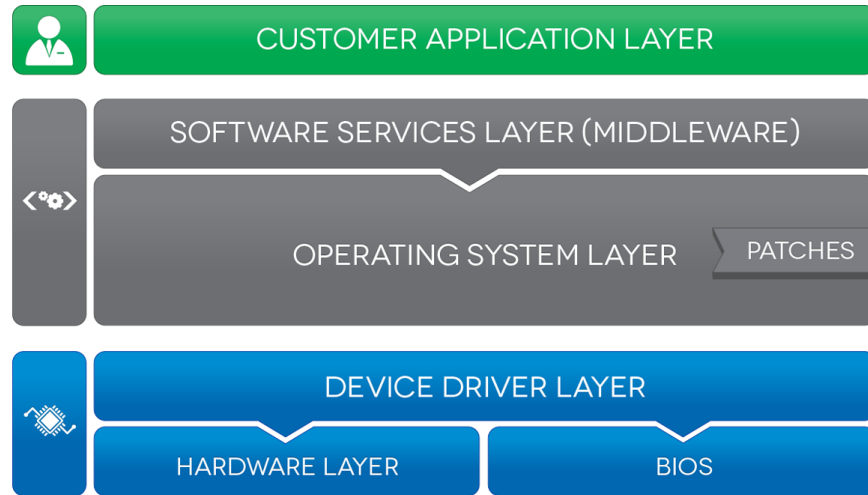 CUSTOMER APPLICATION LAYER
SOFTWARE SERVICES LAYER (MIDDLEWARE)
OPERATING SYSTEM LAYER
PATCHES
DEVICE DRIVER LAYER
HARDWARE LAYER
BIOS